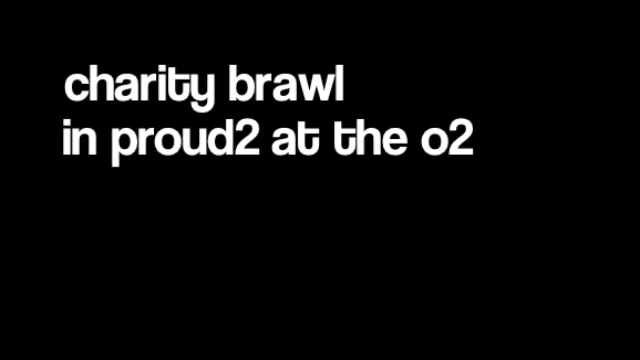 charity brawl
in proud2 at the o2